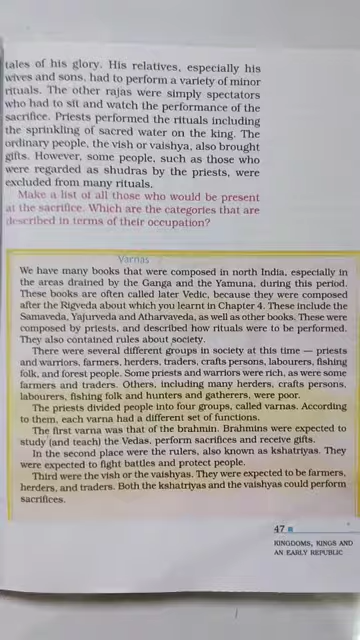 tales of his glory. His relatives, especially his
wives and sons, had to perform a variety of minor
rituals. The other rajas were simply spectators
who had to sit and watch the performance of the
sacrifice. Priests performed the rituals including
the sprinkling of sacred water on the king. The
ordinary people, the vish or vaishya, also brought
gifts. However, some people, such as those who
were regarded as shudras by the priests, were
excluded from many rituals.
Make a list of all those who would be present
at the sacrifice. Which are the categories that are
described in terms of their occupation?
Varnas
We have many books that were composed in north India, especially in
the areas drained by the Ganga and the Yamuna, during this period.
These books are often called later Vedic, because they were composed
after the Rigveda about which you learnt in Chapter 4. These include the
Samaveda, Yajurveda and Atharvaveda, as well as other books. These were
composed by priests, and described how rituals were to be performed.
They also contained rules about society.
There were several different groups in society at this time — priests
and warriors, farmers, herders, traders, crafts persons, labourers, fishing
folk, and forest people. Some priests and warriors were rich, as were some
farmers and traders. Others, including many herders, crafts persons,
labourers, fishing folk and hunters and gatherers, were poor.
The priests divided people into four groups, called varnas. According
to them, each varna had a different set of functions.
The first varna was that of the brahmin. Brahmins were expected to
study (and teach) the Vedas, perform sacrifices and receive gifts.
In the second place were the rulers, also known as kshatriyas. They
were expected to fight battles and protect people.
Third were the vish or the vaishyas. They were expected to be farmers,
herders, and traders. Both the kshatriyas and the vaishyas could perform
sacrifices.
47
KINGDOMS, KINGS AND
AN EARLY REPUBLIC